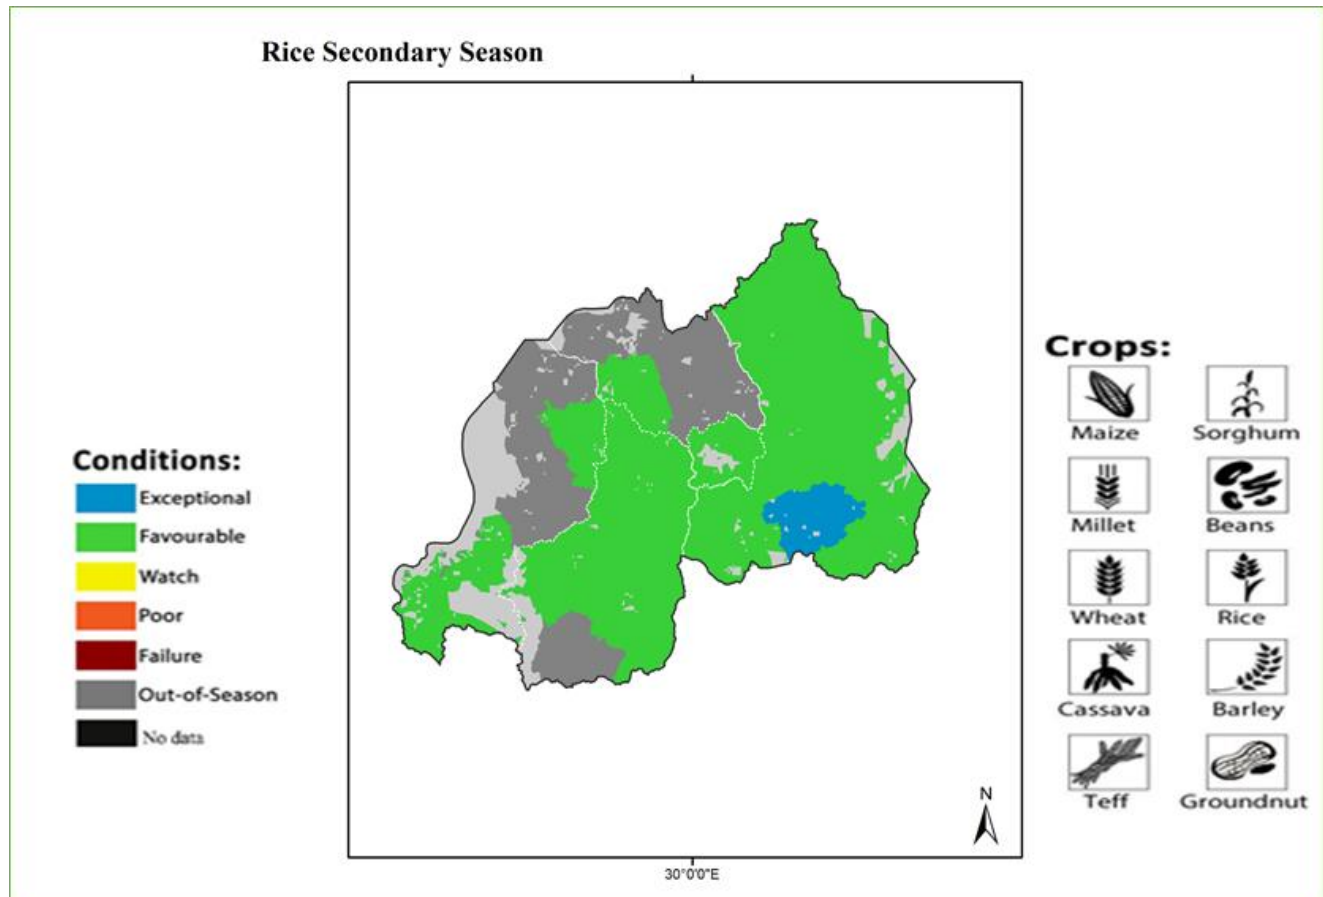 Rice Secondary Season
Conditions:
Exceptional
Favourable
Watch
Poor
Failure
Out-of-Season
No data
30°0'0"E
N
Crops:
Maize Sorghum
Millet Beans
Wheat Rice
Cassava Barley
Teff Groundnut